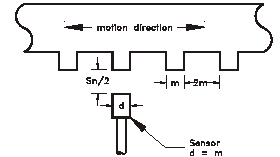 motion direction
Sn/2
m
2m
d
Sensor
d = m